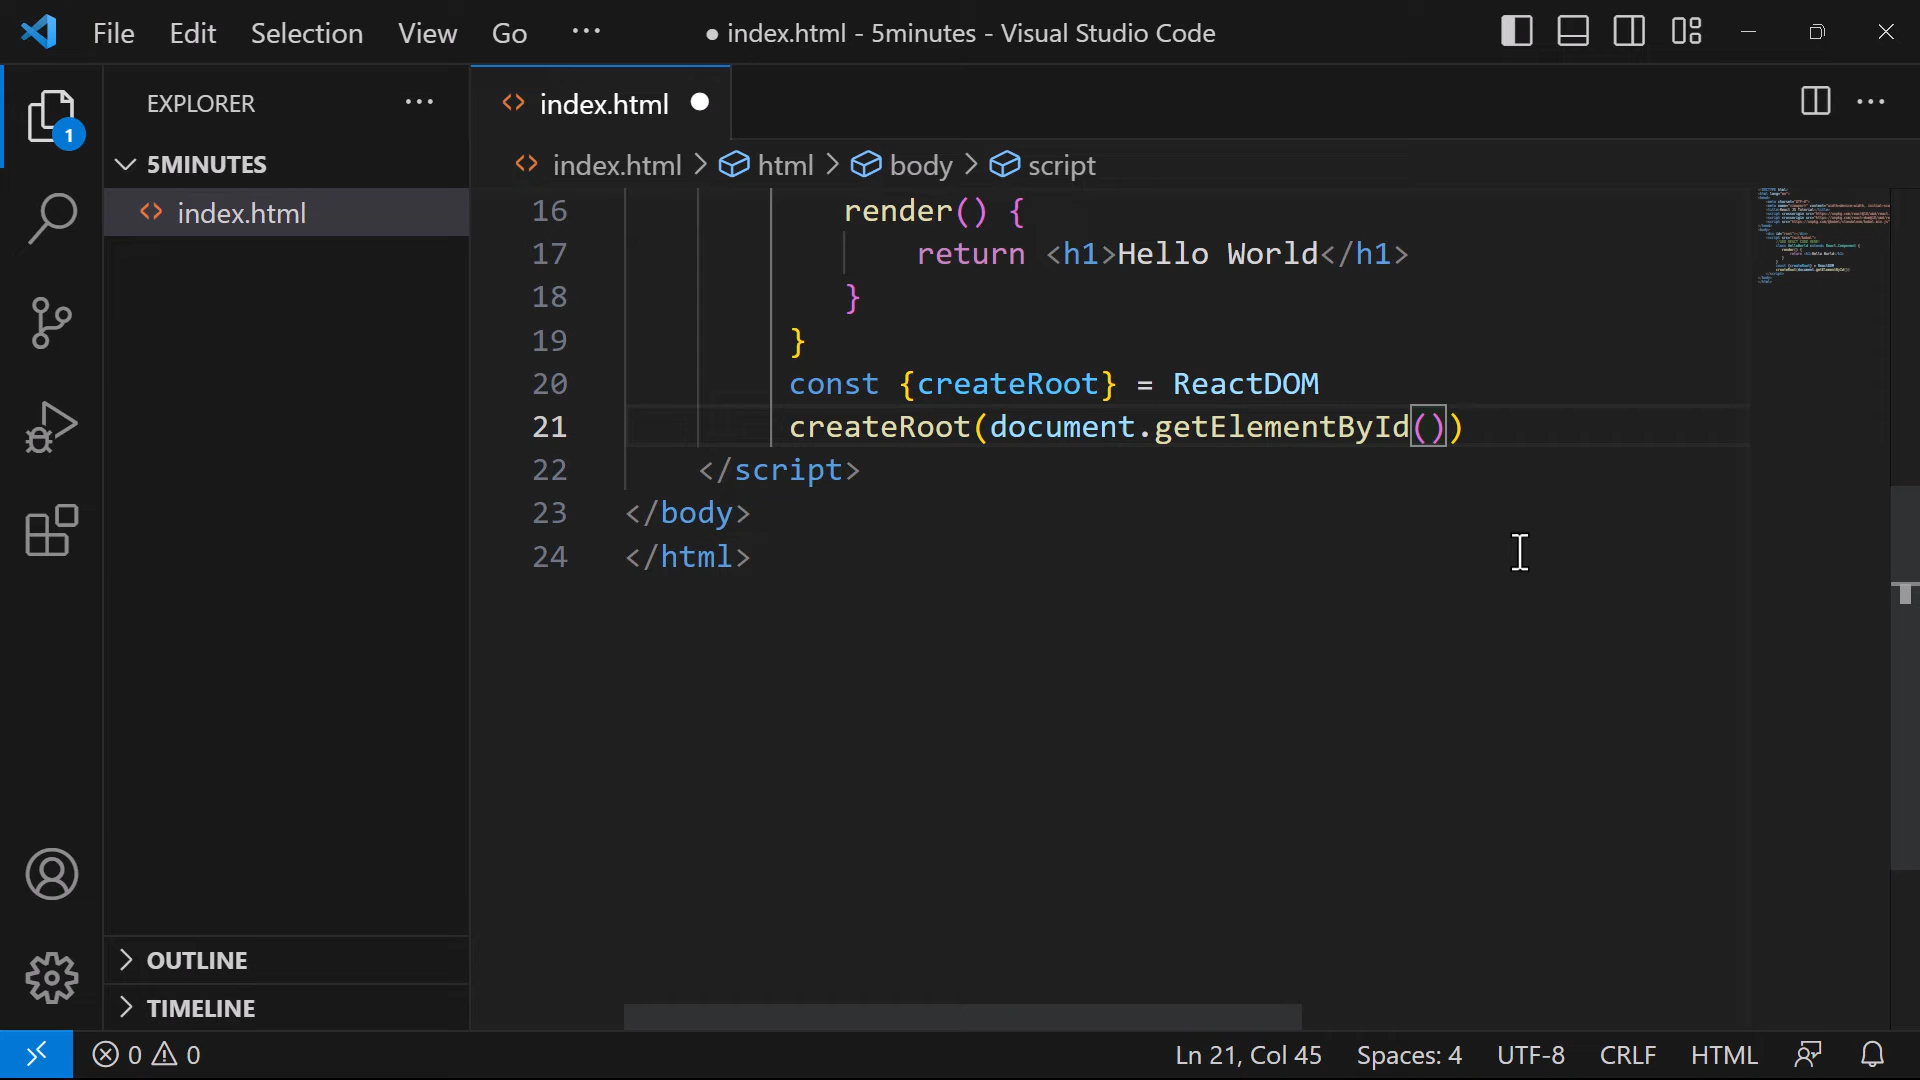 File Edit Selection View Go ··· ● index.html - 5minutes - Visual Studio Code
EXPLORER ···
index.html ●
1
5MINUTES
index.html > html > body > script
index.html
16 render() {
17 return <h1>Hello World</h1>
18 }
19 }
20 const {createRoot} = ReactDOM
21 createRoot(document.getElementById())
22 </script>
23 </body>
24 </html>
OUTLINE
TIMELINE
0 0 Ln 21, Col 45 Spaces: 4 UTF-8 CRLF HTML